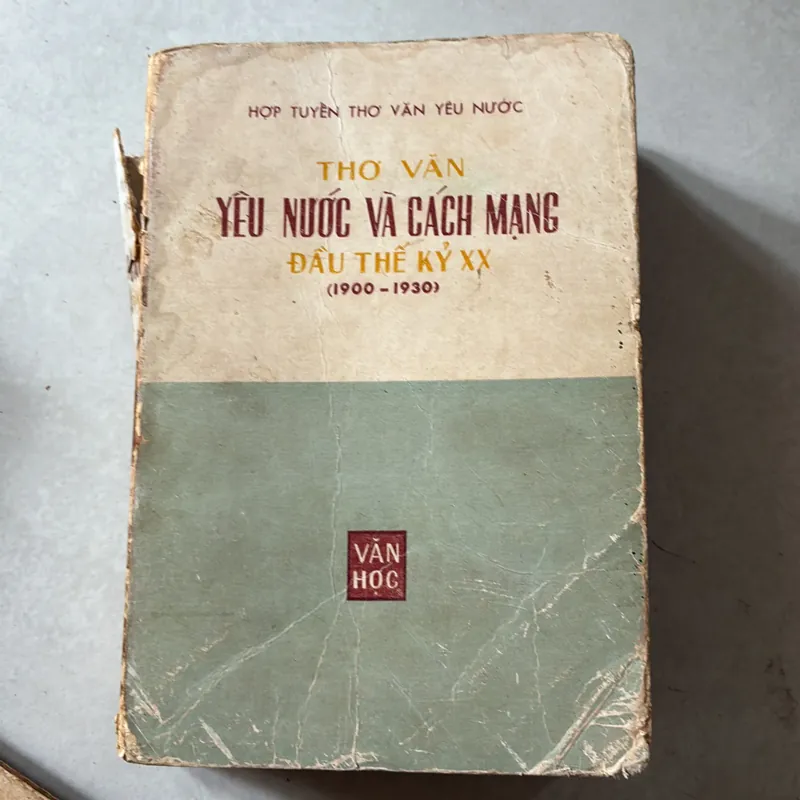 HỢP TUYỂN THƠ VĂN YÊU NƯỚC
THƠ VĂN
YÊU NƯỚC VÀ CÁCH MẠNG
ĐẦU THẾ KỶ XX
(1900 - 1930)
VĂN
HỌC